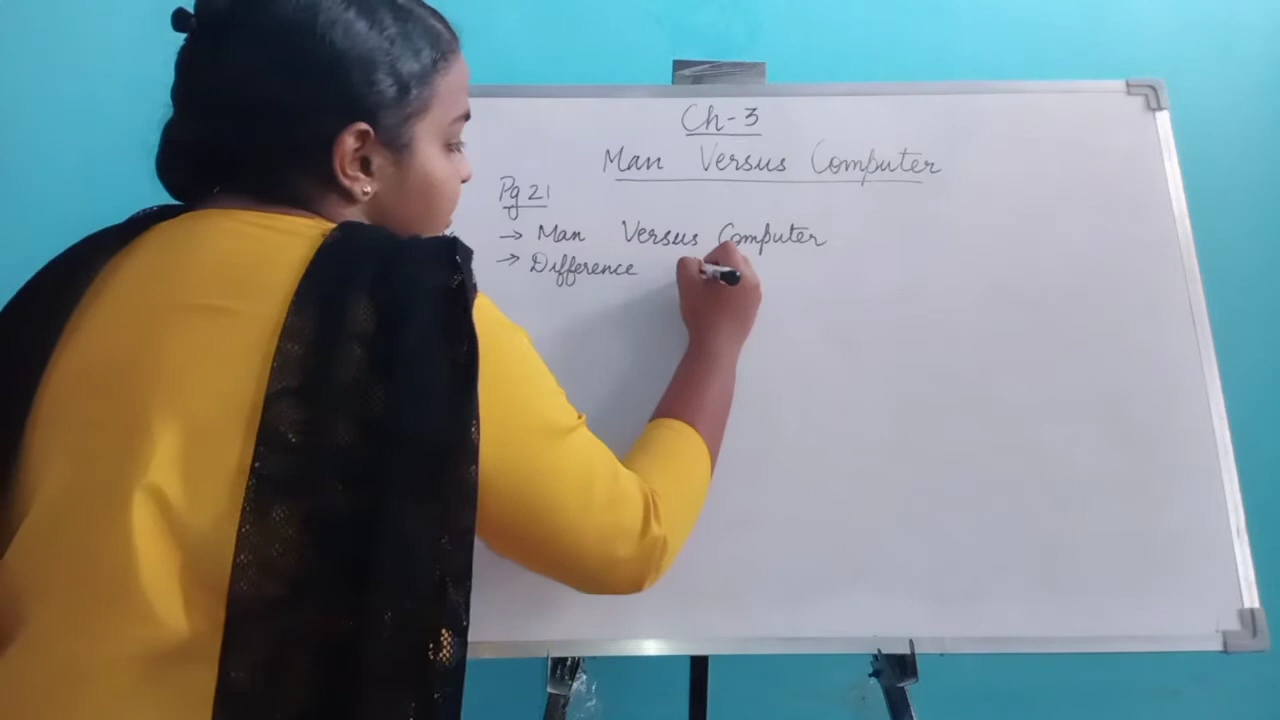 Ch-3
Man Versus Computer
Pg 21
→ Man Versus Computer
→ Difference